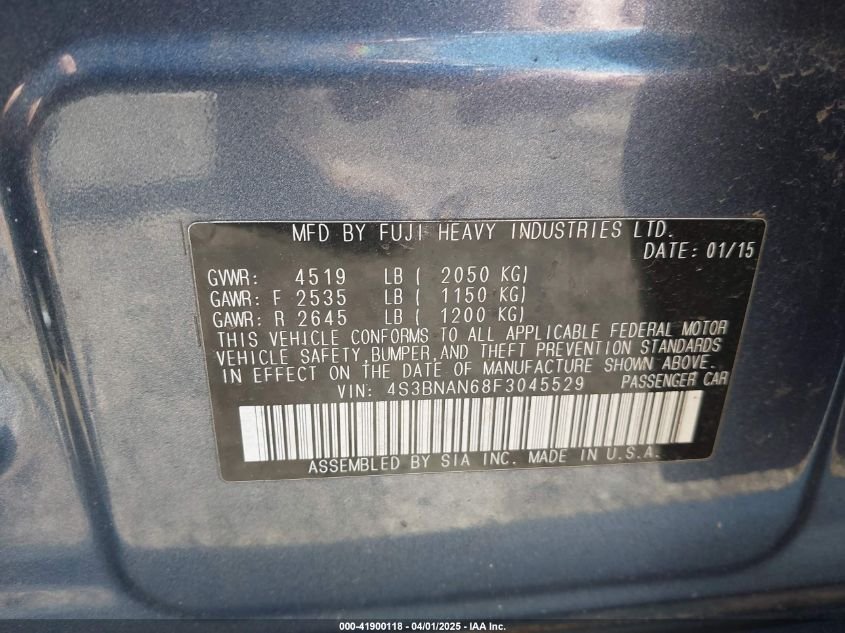 MFD BY FUJI HEAVY INDUSTRIES LTD.
DATE: 01/15
GVWR: 4519 LB ( 2050 KG)
GAWR: F 2535 LB ( 1150 KG)
GAWR: R 2645 LB ( 1200 KG)
THIS VEHICLE CONFORMS TO ALL APPLICABLE FEDERAL MOTOR
VEHICLE SAFETY, BUMPER, AND THEFT PREVENTION STANDARDS
IN EFFECT ON THE DATE OF MANUFACTURE SHOWN ABOVE.
VIN: 4S3BNAN68F3045529 PASSENGER CAR
ASSEMBLED BY SIA INC. MADE IN U.S.A.
000-41900118 - 04/01/2025 - IAA Inc.